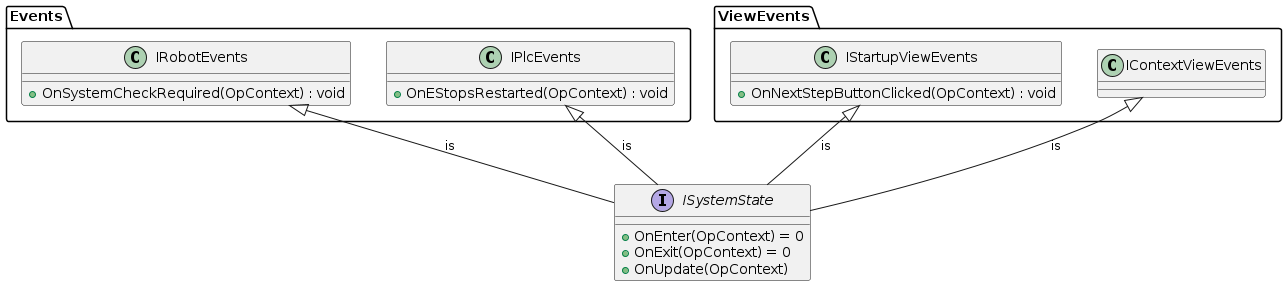 Events
ViewEvents
C IRobotEvents
OnSystemCheckRequired(OpContext) : void
C IPlcEvents
OnEStopsRestarted(OpContext) : void
C IStartupViewEvents
OnNextStepButtonClicked(OpContext) : void
C IContextViewEvents
is
is
is
is
I ISystemState
OnEnter(OpContext) = 0
OnExit(OpContext) = 0
OnUpdate(OpContext)